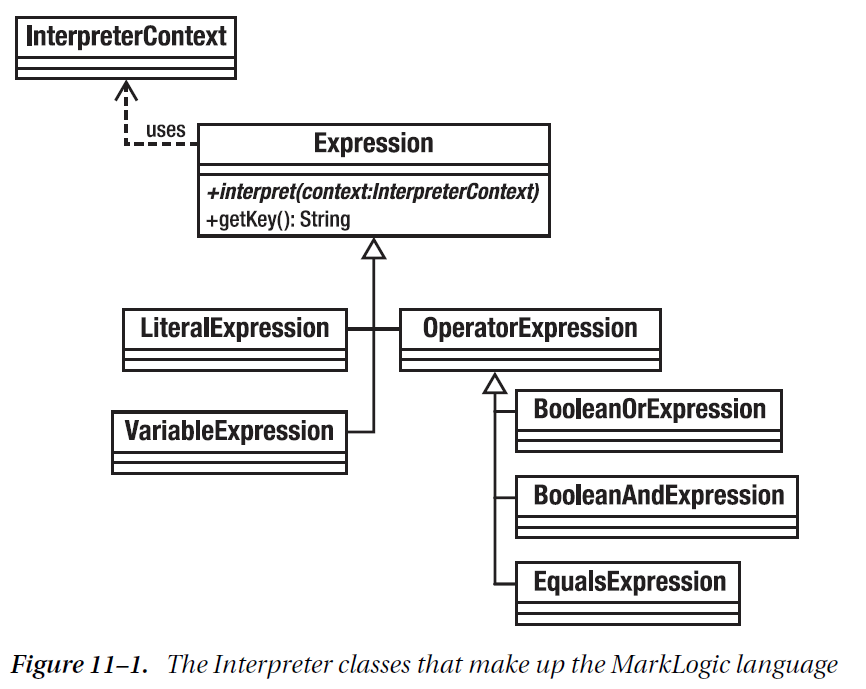 InterpreterContext
uses
Expression
+interpret(context:InterpreterContext)
+getKey(): String
LiteralExpression
OperatorExpression
VariableExpression
BooleanOrExpression
BooleanAndExpression
EqualsExpression
Figure 11–1. The Interpreter classes that make up the MarkLogic language